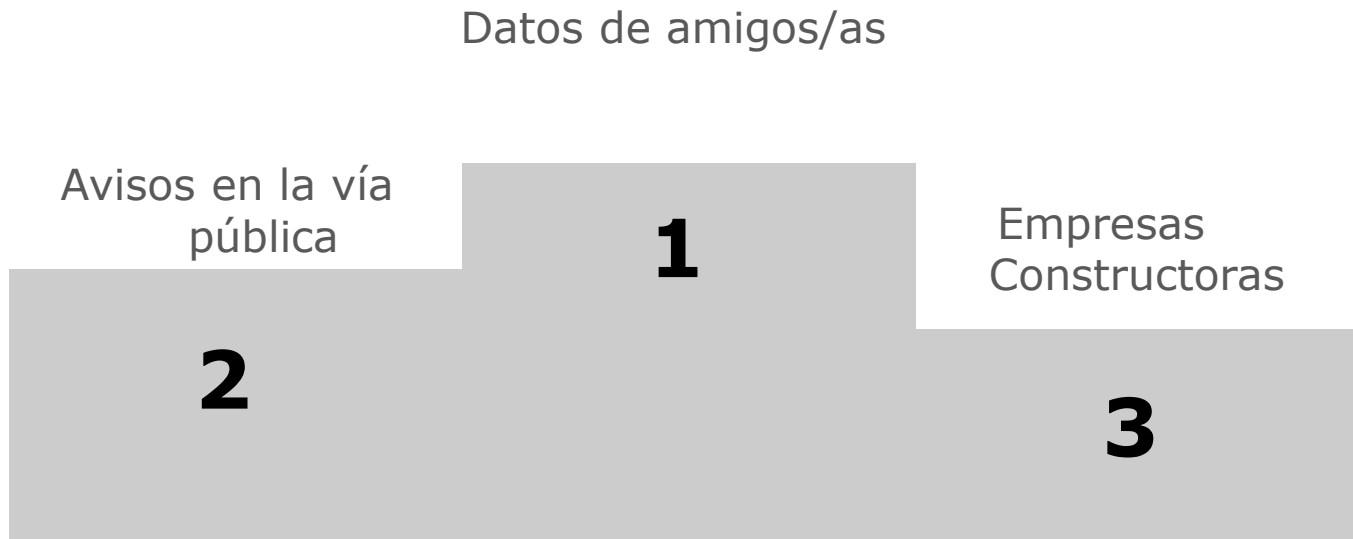 Datos de amigos/as
Avisos en la vía
pública
1
Empresas
Constructoras
2
3